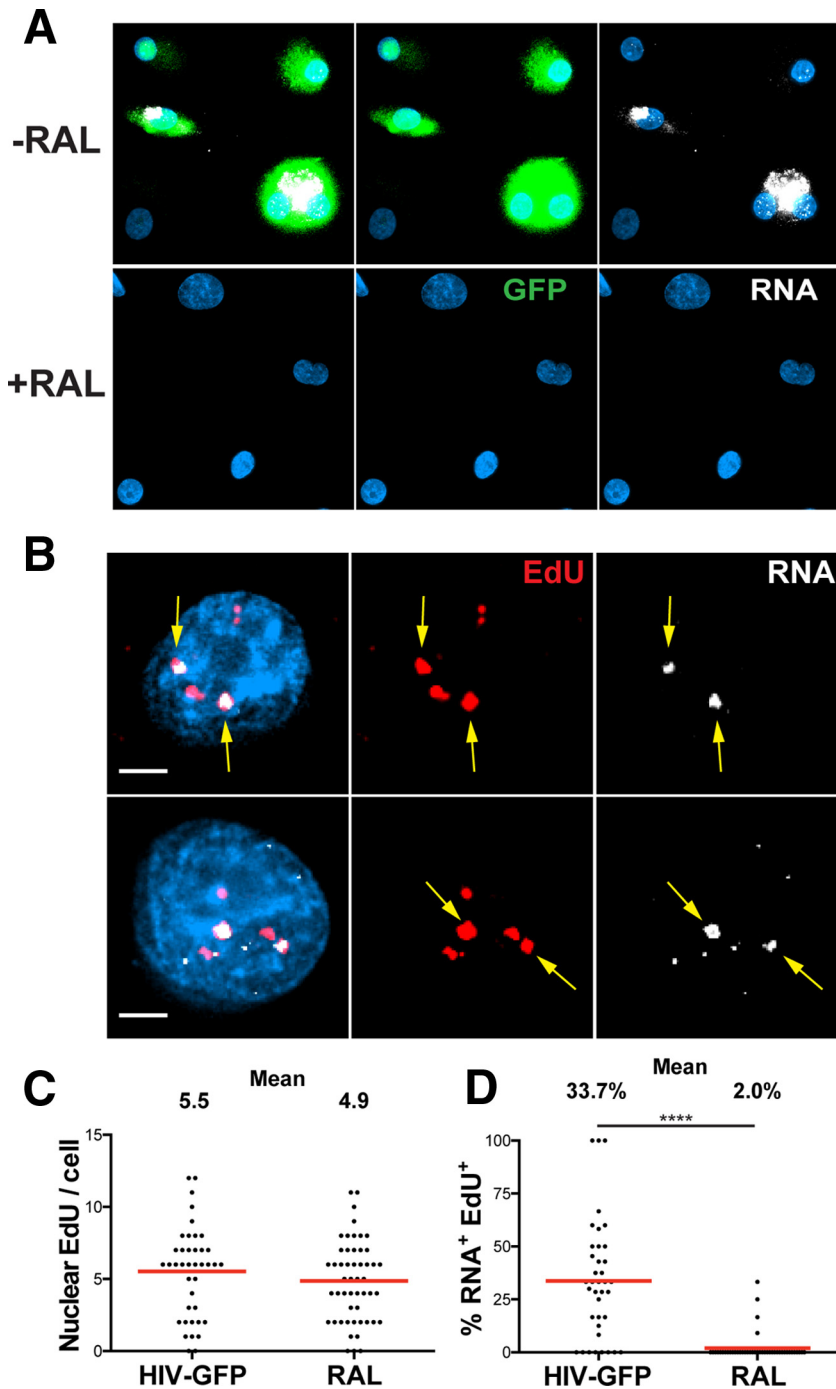 A
-RAL
GFP
RNA
+RAL
B
EdU
RNA
C
Mean
5.5 4.9
Nuclear EdU / cell
15
10
5
0
HIV-GFP RAL
D
Mean
33.7% 2.0%
****
% RNA⁺ EdU⁺
100
75
50
25
0
HIV-GFP RAL